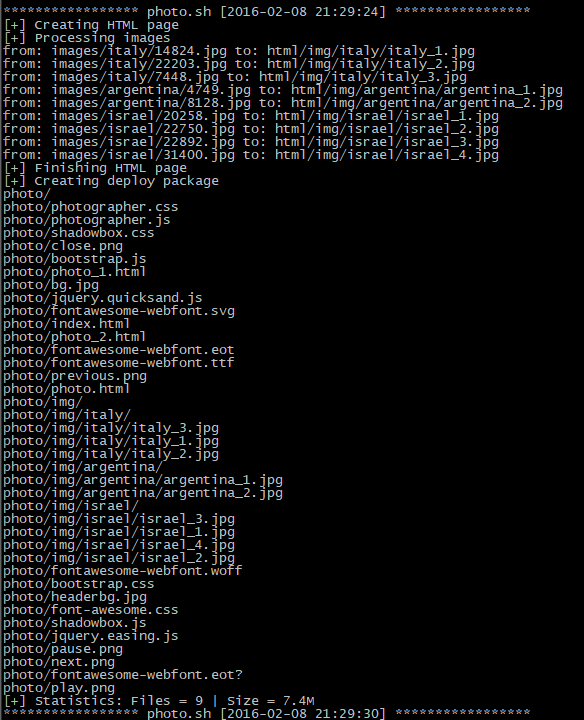 ***************** photo.sh [2016-02-08 21:29:24] *****************
[+] Creating HTML page
[+] Processing images
from: images/italy/14824.jpg to: html/img/italy/italy_1.jpg
from: images/italy/22203.jpg to: html/img/italy/italy_2.jpg
from: images/italy/7448.jpg to: html/img/italy/italy_3.jpg
from: images/argentina/4749.jpg to: html/img/argentina/argentina_1.jpg
from: images/argentina/8128.jpg to: html/img/argentina/argentina_2.jpg
from: images/israel/20258.jpg to: html/img/israel/israel_1.jpg
from: images/israel/22750.jpg to: html/img/israel/israel_2.jpg
from: images/israel/22892.jpg to: html/img/israel/israel_3.jpg
from: images/israel/31400.jpg to: html/img/israel/israel_4.jpg
[+] Finishing HTML page
[+] Creating deploy package
photo/
photo/photographer.css
photo/photographer.js
photo/shadowbox.css
photo/close.png
photo/bootstrap.js
photo/photo_1.html
photo/bg.jpg
photo/jquery.quicksand.js
photo/fontawesome-webfont.svg
photo/index.html
photo/photo_2.html
photo/fontawesome-webfont.eot
photo/fontawesome-webfont.ttf
photo/previous.png
photo/photo.html
photo/img/
photo/img/italy/
photo/img/italy/italy_3.jpg
photo/img/italy/italy_1.jpg
photo/img/italy/italy_2.jpg
photo/img/argentina/
photo/img/argentina/argentina_1.jpg
photo/img/argentina/argentina_2.jpg
photo/img/israel/
photo/img/israel/israel_3.jpg
photo/img/israel/israel_1.jpg
photo/img/israel/israel_4.jpg
photo/img/israel/israel_2.jpg
photo/fontawesome-webfont.woff
photo/bootstrap.css
photo/headerbg.jpg
photo/font-awesome.css
photo/shadowbox.js
photo/jquery.easing.js
photo/pause.png
photo/next.png
photo/fontawesome-webfont.eot?
photo/play.png
[+] Statistics: Files = 9 | Size = 7.4M
***************** photo.sh [2016-02-08 21:29:30] *****************